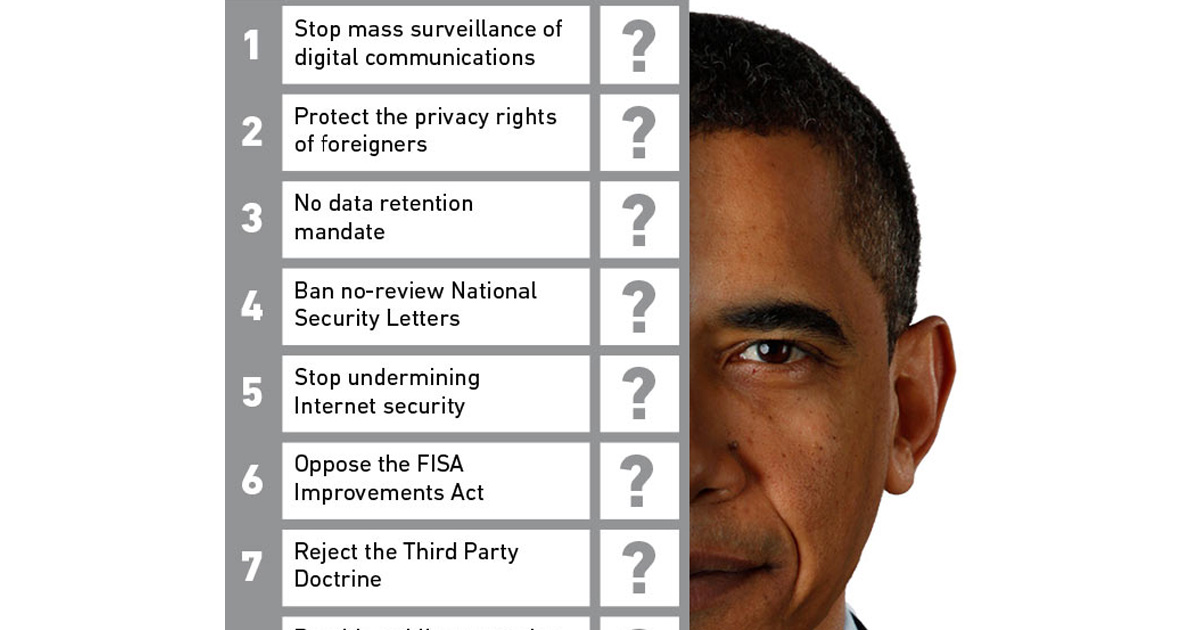 1
Stop mass surveillance of
digital communications
?
2
Protect the privacy rights
of foreigners
?
3
No data retention
mandate
?
4
Ban no-review National
Security Letters
?
5
Stop undermining
Internet security
?
6
Oppose the FISA
Improvements Act
?
7
Reject the Third Party
Doctrine
?